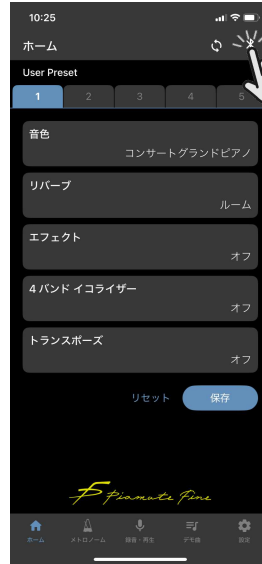 10:25
ホーム
User Preset
1 2 3 4 5
音色
コンサートグランドピアノ
リバーブ
ルーム
エフェクト
オフ
4 バンド イコライザー
オフ
トランスポーズ
オフ
リセット 保存
Piamate Fine
ホーム メトロノーム 録音・再生 デモ曲 設定